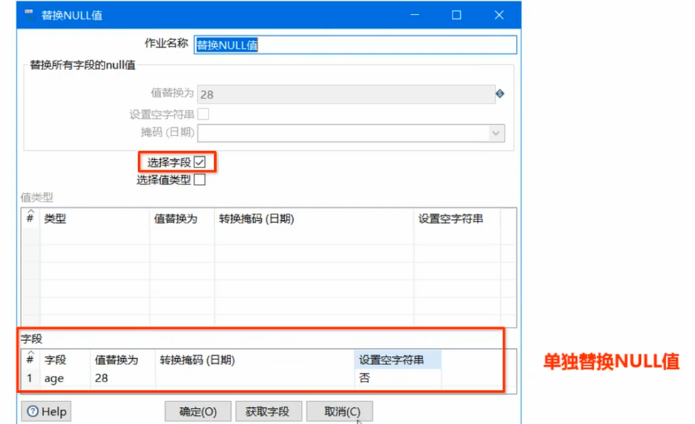 替换NULL值
作业名称 替换NULL值
替换所有字段的null值
值替换为 28
设置空字符串
掩码 (日期)
选择字段
选择值类型
值类型
# 类型 值替换为 转换掩码 (日期) 设置空字符串
字段
# 字段 值替换为 转换掩码 (日期) 设置空字符串
1 age 28 否
单独替换NULL值
Help 确定(O) 获取字段 取消(C)